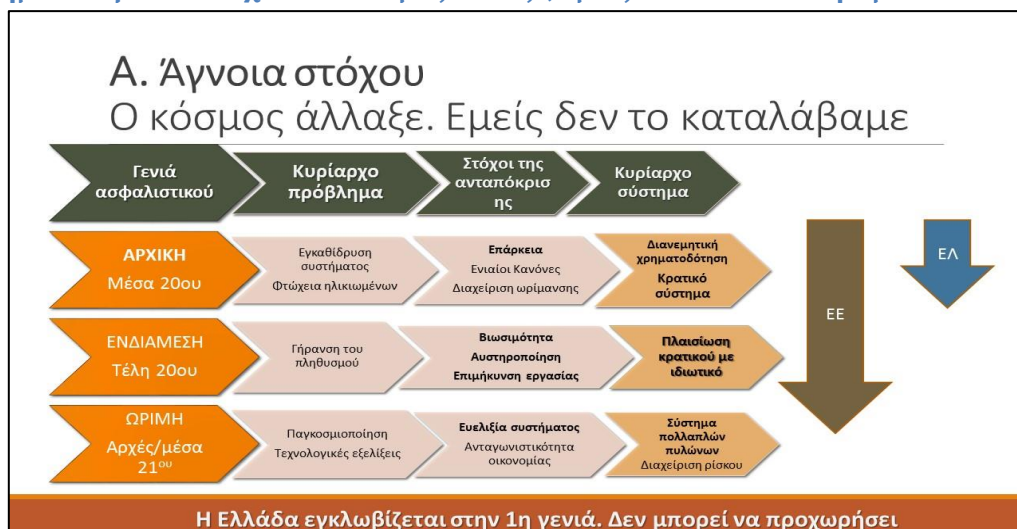 Α. Άγνοια στόχου
Ο κόσμος άλλαξε. Εμείς δεν το καταλάβαμε
Γενιά
ασφαλιστικού
Κυρίαρχο
πρόβλημα
Στόχοι της
ανταπόκρισ
ης
Κυρίαρχο
σύστημα
ΑΡΧΙΚΗ
Μέσα 20ου
Εγκαθίδρυση
συστήματος
Φτώχεια ηλικιωμένων
Επάρκεια
Ενιαίοι Κανόνες
Διαχείριση ωρίμανσης
Διανεμητική
χρηματοδότηση
Κρατικό
σύστημα
ΕΝΔΙΑΜΕΣΗ
Τέλη 20ου
Γήρανση του
πληθυσμού
Βιωσιμότητα
Αυστηροποίηση
Επιμήκυνση εργασίας
Πλαισίωση
κρατικού με
ιδιωτικό
ΩΡΙΜΗ
Αρχές/μέσα
21ου
Παγκοσμιοποίηση
Τεχνολογικές εξελίξεις
Ευελιξία συστήματος
Ανταγωνιστικότητα
οικονομίας
Σύστημα
πολλαπλών
πυλώνων
Διαχείριση ρίσκου
ΕΕ
ΕΛ
Η Ελλάδα εγκλωβίζεται στην 1η γενιά. Δεν μπορεί να προχωρήσει